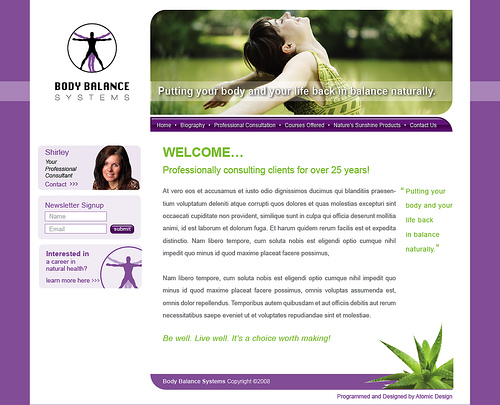 BODY BALANCE
SYSTEMS
Putting your body and your life back in balance naturally.
Home • Biography • Professional Consultation • Courses Offered • Nature's Sunshine Products • Contact Us
Shirley
Your
Professional
Consultant
Contact >>>
Newsletter Signup
Name
Email
submit
Interested in
a career in
natural health?
learn more here >>>
WELCOME...
Professionally consulting clients for over 25 years!
At vero eos et accusamus et iusto odio dignissimos ducimus qui blanditiis praesen-
tium voluptatum deleniti atque corrupti quos dolores et quas molestias excepturi sint
occaecati cupiditate non provident, similique sunt in culpa qui officia deserunt mollitia
animi, id est laborum et dolorum fuga. Et harum quidem rerum facilis est et expedita
distinctio. Nam libero tempore, cum soluta nobis est eligendi optio cumque nihil
impedit quo minus id quod maxime placeat facere possimus,
Nam libero tempore, cum soluta nobis est eligendi optio cumque nihil impedit quo
minus id quod maxime placeat facere possimus, omnis voluptas assumenda est,
omnis dolor repellendus. Temporibus autem quibusdam et aut officiis debitis aut rerum
necessitatibus saepe eveniet ut et voluptates repudiandae sint et molestiae.
Be well. Live well. It's a choice worth making!
"Putting your
body and your
life back
in balance
naturally."
Body Balance Systems Copyright ©2008
Programmed and Designed by Atomic Design